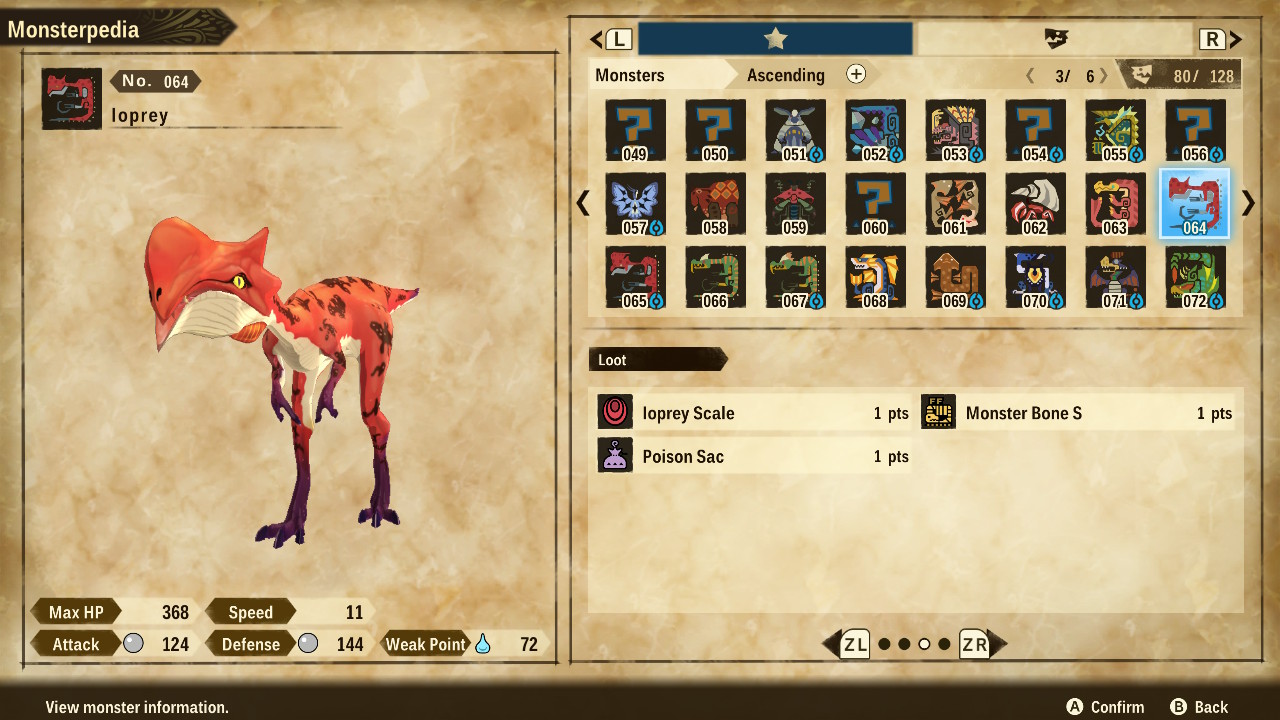 Monsterpedia
No. 064
Ioprey
Max HP 368
Speed 11
Attack 124
Defense 144
Weak Point 72
L
R
Monsters
Ascending
3/ 6
80/ 128
049 050 051 052 053 054 055 056
057 058 059 060 061 062 063 064
065 066 067 068 069 070 071 072
Loot
Ioprey Scale 1 pts
Monster Bone S 1 pts
Poison Sac 1 pts
ZL ZR
View monster information.
A Confirm B Back